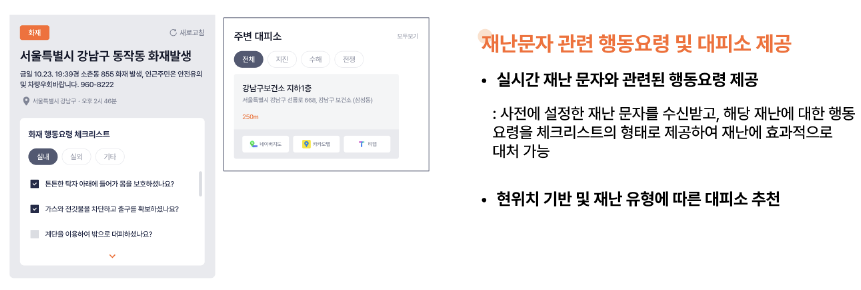 화재
새로고침
서울특별시 강남구 동작동 화재발생
금일 10.23. 19:39경 소촌동 855 화재 발생, 인근주민은 안전유의
및 차량우회바랍니다. 960-8222
서울특별시 강남구 · 오후 2시 46분
화재 행동요령 체크리스트
실내 실외 기타
튼튼한 탁자 아래에 들어가 몸을 보호하셨나요?
가스와 전깃불을 차단하고 출구를 확보하셨나요?
계단을 이용하여 밖으로 대피하셨나요?
주변 대피소
모두보기
전체 지진 수해 전쟁
강남구보건소 지하1층
서울특별시 강남구 선릉로 668, 강남구 보건소 (삼성동)
250m
네이버지도 카카오맵 티맵
재난문자 관련 행동요령 및 대피소 제공
• 실시간 재난 문자와 관련된 행동요령 제공
: 사전에 설정한 재난 문자를 수신받고, 해당 재난에 대한 행동
요령을 체크리스트의 형태로 제공하여 재난에 효과적으로
대처 가능
• 현위치 기반 및 재난 유형에 따른 대피소 추천